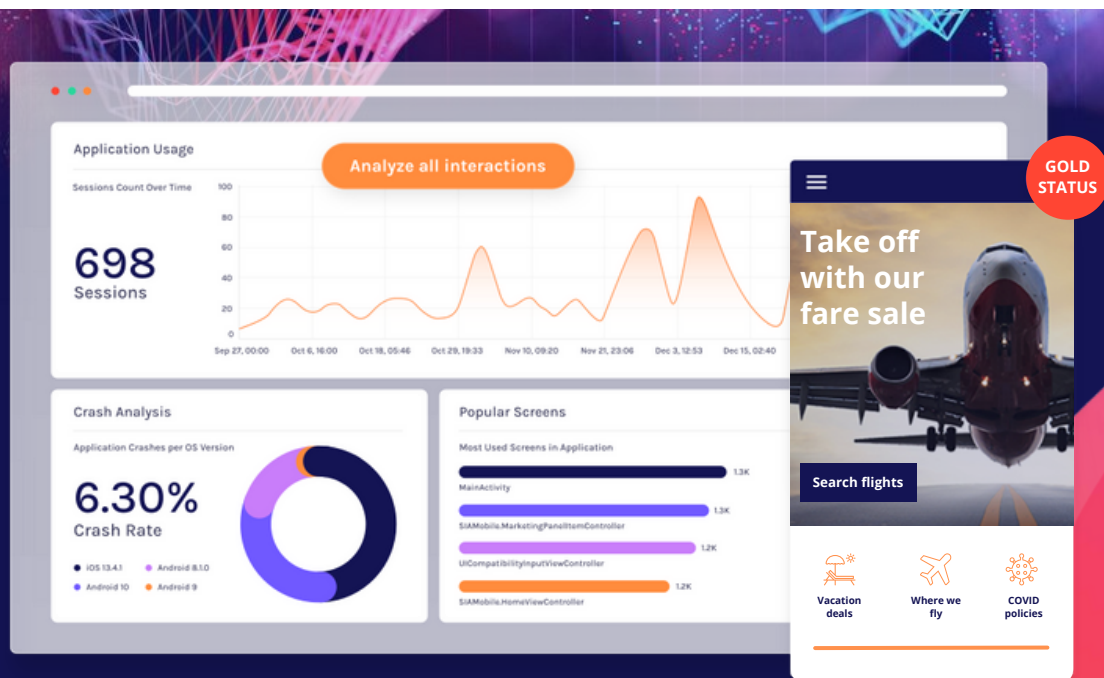 Application Usage
Analyze all interactions
Sessions Count Over Time
698
Sessions
100
80
60
40
20
0
Sep 27, 00:00
Oct 6, 16:00
Oct 18, 05:46
Oct 29, 19:33
Nov 10, 09:20
Nov 21, 23:06
Dec 3, 12:53
Dec 15, 02:40
Crash Analysis
Application Crashes per OS Version
6.30%
Crash Rate
iOS 13.4.1
Android 8.1.0
Android 10
Android 9
Popular Screens
Most Used Screens in Application
1.3K
MainActivity
1.3K
SIAMobile.MarketingPanelItemController
1.2K
UICompatibilityInputViewController
1.2K
SIAMobile.HomeViewController
GOLD
STATUS
Take off
with our
fare sale
Search flights
Vacation
deals
Where we
fly
COVID
policies